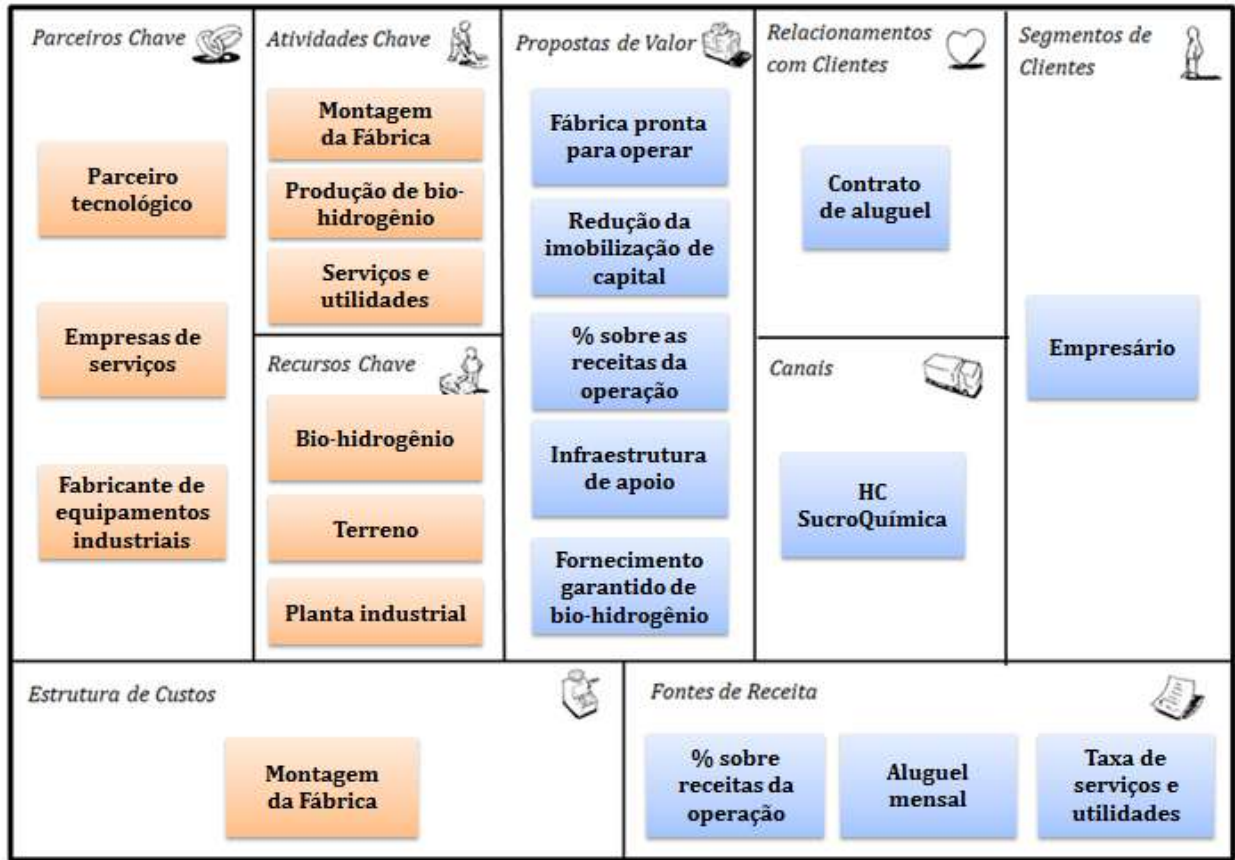 Parceiros Chave
Parceiro
tecnológico
Empresas de
serviços
Fabricante de
equipamentos
industriais
Atividades Chave
Montagem
da Fábrica
Produção de bio-
hidrogênio
Serviços e
utilidades
Recursos Chave
Bio-hidrogênio
Terreno
Planta industrial
Propostas de Valor
Fábrica pronta
para operar
Redução da
imobilização de
capital
% sobre as
receitas da
operação
Infraestrutura
de apoio
Fornecimento
garantido de
bio-hidrogênio
Relacionamentos
com Clientes
Contrato
de aluguel
Canais
HC
SucroQuímica
Segmentos de
Clientes
Empresário
Estrutura de Custos
Montagem
da Fábrica
Fontes de Receita
% sobre
receitas da
operação
Aluguel
mensal
Taxa de
serviços e
utilidades